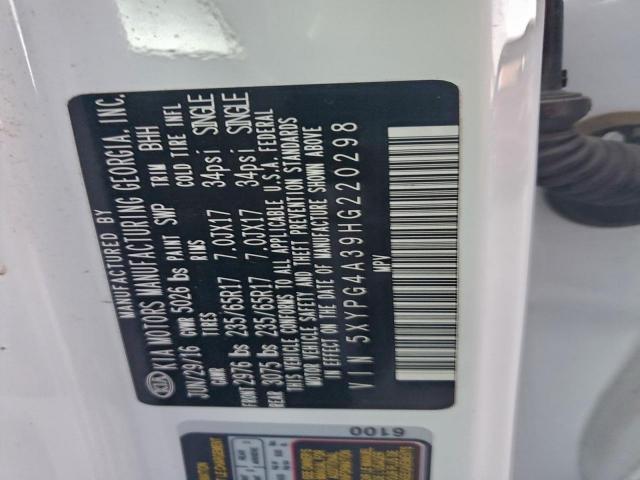 MANUFACTURED BY
KIA KIA MOTORS MANUFACTURING GEORGIA, INC.
JUN/29/16 GVWR 5026 lbs PAINT SWP TRIM BHH
GAWR TIRES RIMS COLD TIRE INFL
FRONT 2976 lbs 235/65R17 7.0JX17 34psi SINGLE
REAR 3075 lbs 235/65R17 7.0JX17 34psi SINGLE
THIS VEHICLE CONFORMS TO ALL APPLICABLE U.S.A. FEDERAL
MOTOR VEHICLE SAFETY AND THEFT PREVENTION STANDARDS
IN EFFECT ON THE DATE OF MANUFACTURE SHOWN ABOVE
VIN 5XYPG4A39HG220298
MPV
6100